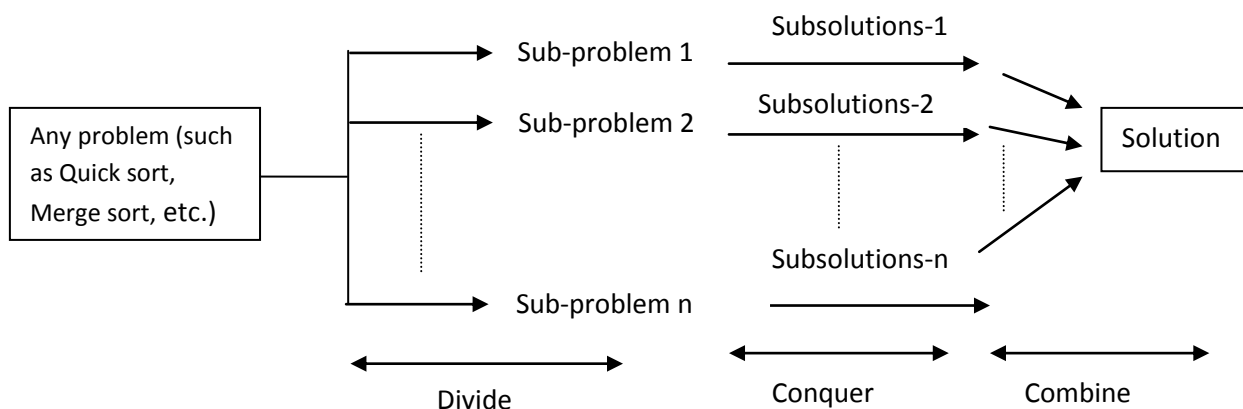 Subsolutions-1
Sub-problem 1
Subsolutions-2
Sub-problem 2
Any problem (such
as Quick sort,
Merge sort, etc.)
Solution
Subsolutions-n
Sub-problem n
Divide
Conquer
Combine